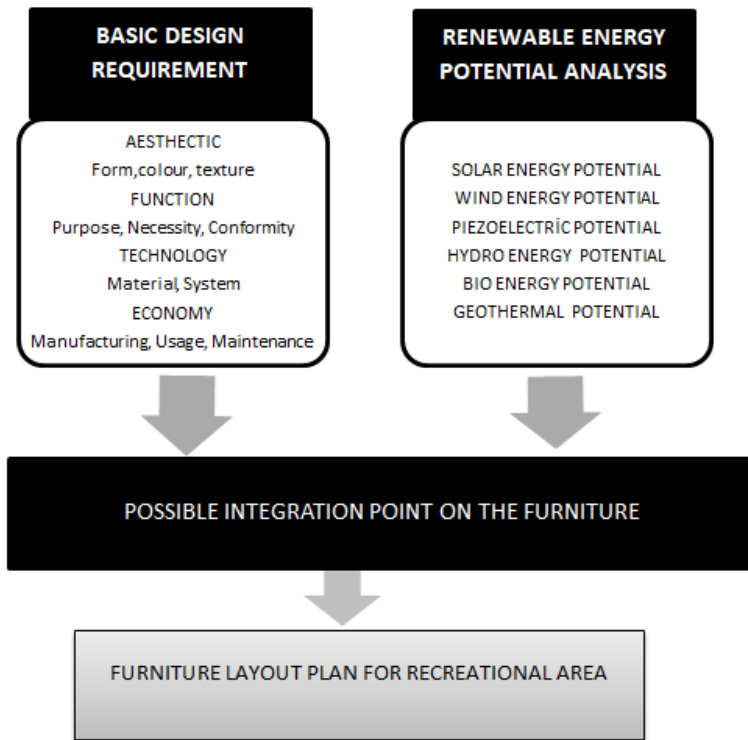 BASIC DESIGN
REQUIREMENT
AESTHECTIC
Form,colour, texture
FUNCTION
Purpose, Necessity, Conformity
TECHNOLOGY
Material, System
ECONOMY
Manufacturing, Usage, Maintenance
RENEWABLE ENERGY
POTENTIAL ANALYSIS
SOLAR ENERGY POTENTIAL
WIND ENERGY POTENTIAL
PIEZOELECTRİC POTENTIAL
HYDRO ENERGY POTENTIAL
BIO ENERGY POTENTIAL
GEOTHERMAL POTENTIAL
POSSIBLE INTEGRATION POINT ON THE FURNITURE
FURNITURE LAYOUT PLAN FOR RECREATIONAL AREA